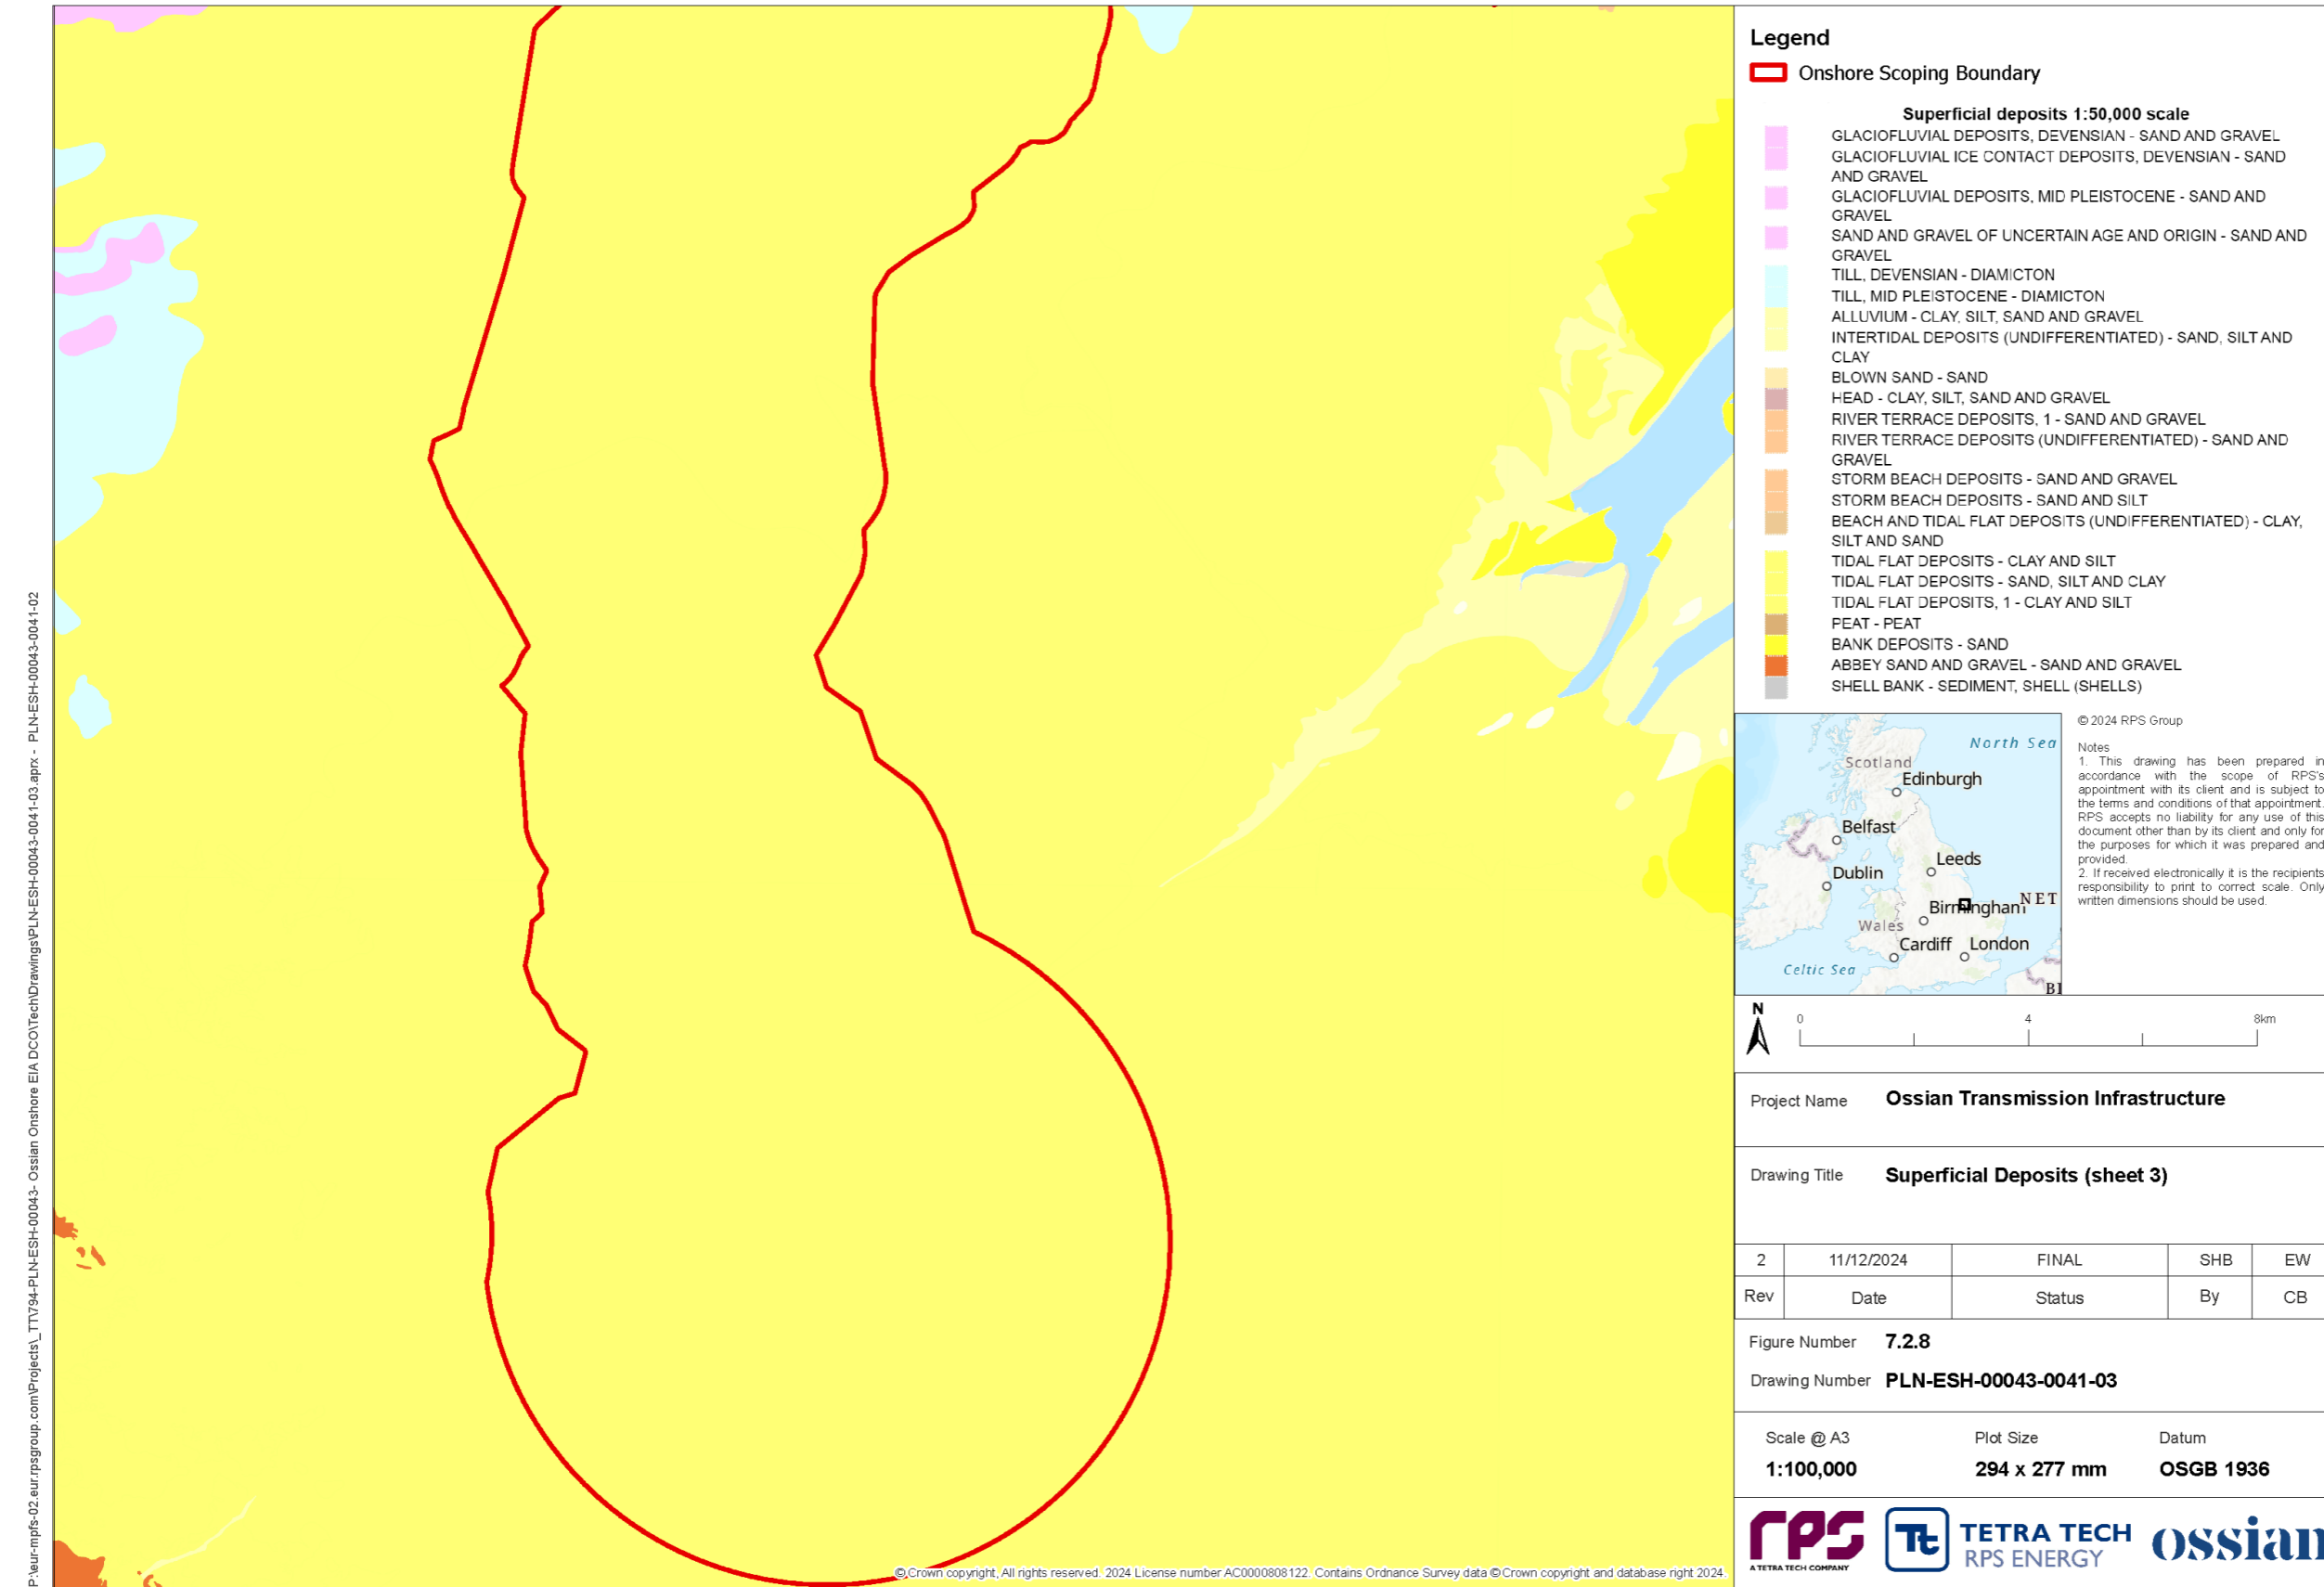 Legend
Onshore Scoping Boundary
Superficial deposits 1:50,000 scale
GLACIOFLUVIAL DEPOSITS, DEVENSIAN - SAND AND GRAVEL
GLACIOFLUVIAL ICE CONTACT DEPOSITS, DEVENSIAN - SAND
AND GRAVEL
GLACIOFLUVIAL DEPOSITS, MID PLEISTOCENE - SAND AND
GRAVEL
SAND AND GRAVEL OF UNCERTAIN AGE AND ORIGIN - SAND AND
GRAVEL
TILL, DEVENSIAN - DIAMICTON
TILL, MID PLEISTOCENE - DIAMICTON
ALLUVIUM - CLAY, SILT, SAND AND GRAVEL
INTERTIDAL DEPOSITS (UNDIFFERENTIATED) - SAND, SILT AND
CLAY
BLOWN SAND - SAND
HEAD - CLAY, SILT, SAND AND GRAVEL
RIVER TERRACE DEPOSITS, 1 - SAND AND GRAVEL
RIVER TERRACE DEPOSITS (UNDIFFERENTIATED) - SAND AND
GRAVEL
STORM BEACH DEPOSITS - SAND AND GRAVEL
STORM BEACH DEPOSITS - SAND AND SILT
BEACH AND TIDAL FLAT DEPOSITS (UNDIFFERENTIATED) - CLAY,
SILT AND SAND
TIDAL FLAT DEPOSITS - CLAY AND SILT
TIDAL FLAT DEPOSITS - SAND, SILT AND CLAY
TIDAL FLAT DEPOSITS, 1 - CLAY AND SILT
PEAT - PEAT
BANK DEPOSITS - SAND
ABBEY SAND AND GRAVEL - SAND AND GRAVEL
SHELL BANK - SEDIMENT, SHELL (SHELLS)
North Sea
Scotland
Edinburgh
Belfast
Leeds
Dublin
NET
Birmingham
Wales
Cardiff London
Celtic Sea
BE
© 2024 RPS Group
Notes
1. This drawing has been prepared in
accordance with the scope of RPS's
appointment with its client and is subject to
the terms and conditions of that appointment.
RPS accepts no liability for any use of this
document other than by its client and only for
the purposes for which it was prepared and
provided.
2. If received electronically it is the recipients
responsibility to print to correct scale. Only
written dimensions should be used.
N
0 4 8km
Project Name Ossian Transmission Infrastructure
Drawing Title Superficial Deposits (sheet 3)
2 11/12/2024 FINAL SHB EW
Rev Date Status By CB
Figure Number 7.2.8
Drawing Number PLN-ESH-00043-0041-03
Scale @ A3 Plot Size Datum
1:100,000 294 x 277 mm OSGB 1936
rps
A TETRA TECH COMPANY
Tt TETRA TECH
RPS ENERGY
ossian
© Crown copyright, All rights reserved. 2024 License number AC0000808122. Contains Ordnance Survey data © Crown copyright and database right 2024.
P:\eur-mpfs-02.eur.rpsgroup.com\Projects\_TT\794-PLN-ESH-00043- Ossian Onshore EIA DCO\Tech\Drawings\PLN-ESH-00043-0041-03.aprx - PLN-ESH-00043-0041-02